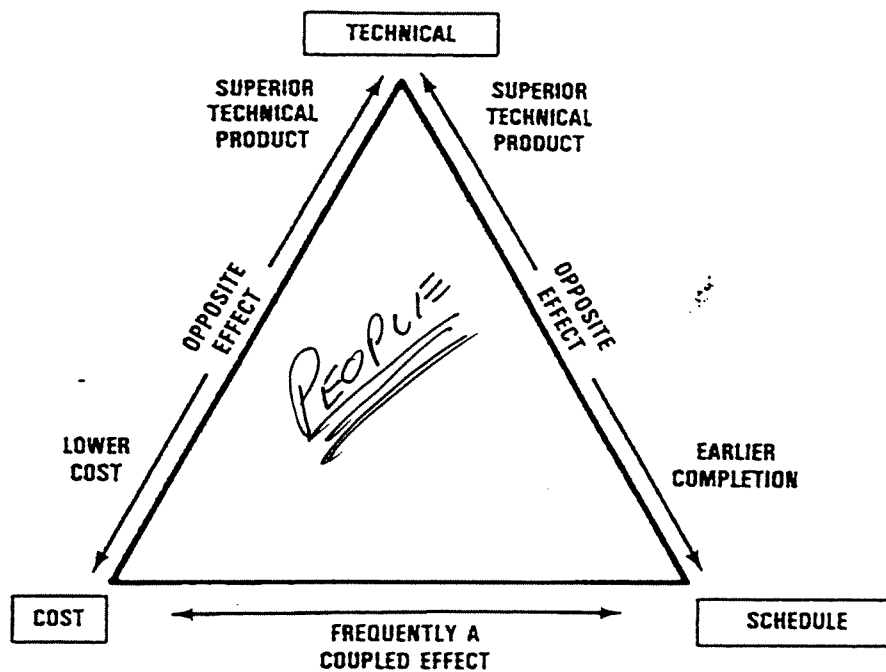 TECHNICAL
SUPERIOR
TECHNICAL
PRODUCT
SUPERIOR
TECHNICAL
PRODUCT
OPPOSITE
EFFECT
OPPOSITE
EFFECT
PEOPLE
LOWER
COST
EARLIER
COMPLETION
COST
FREQUENTLY A
COUPLED EFFECT
SCHEDULE